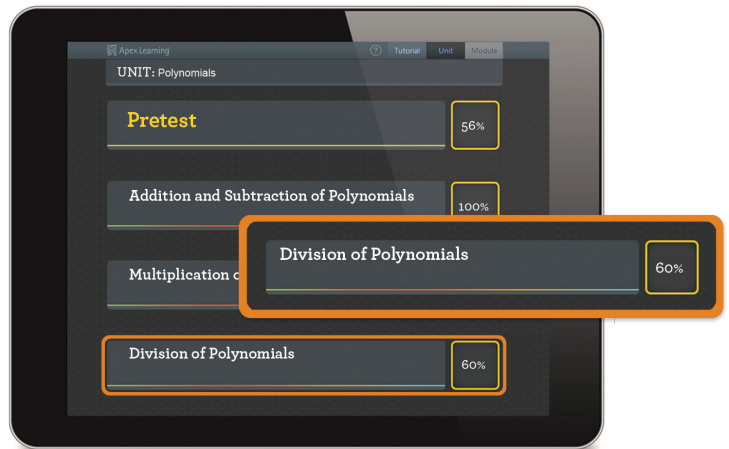 Apex Learning
? Tutorial Unit Module
UNIT: Polynomials
Pretest
56%
Addition and Subtraction of Polynomials
100%
Multiplication
Division of Polynomials
60%
Division of Polynomials
60%